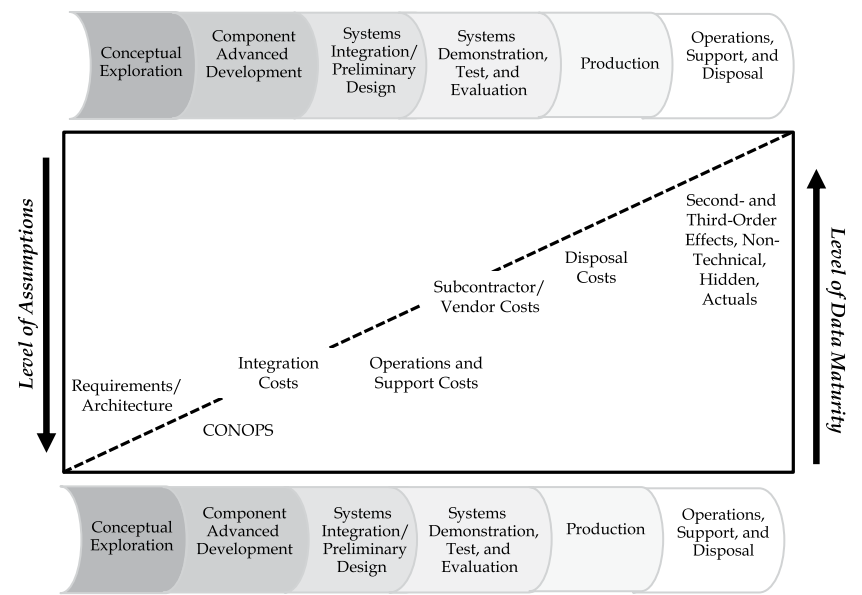 Conceptual
Exploration
Component
Advanced
Development
Systems
Integration/
Preliminary
Design
Systems
Demonstration,
Test, and
Evaluation
Production
Operations,
Support, and
Disposal
Level of Assumptions
Requirements/
Architecture
CONOPS
Integration
Costs
Operations and
Support Costs
Subcontractor/
Vendor Costs
Disposal
Costs
Second- and
Third-Order
Effects, Non-
Technical,
Hidden,
Actuals
Level of Data Maturity
Conceptual
Exploration
Component
Advanced
Development
Systems
Integration/
Preliminary
Design
Systems
Demonstration,
Test, and
Evaluation
Production
Operations,
Support, and
Disposal